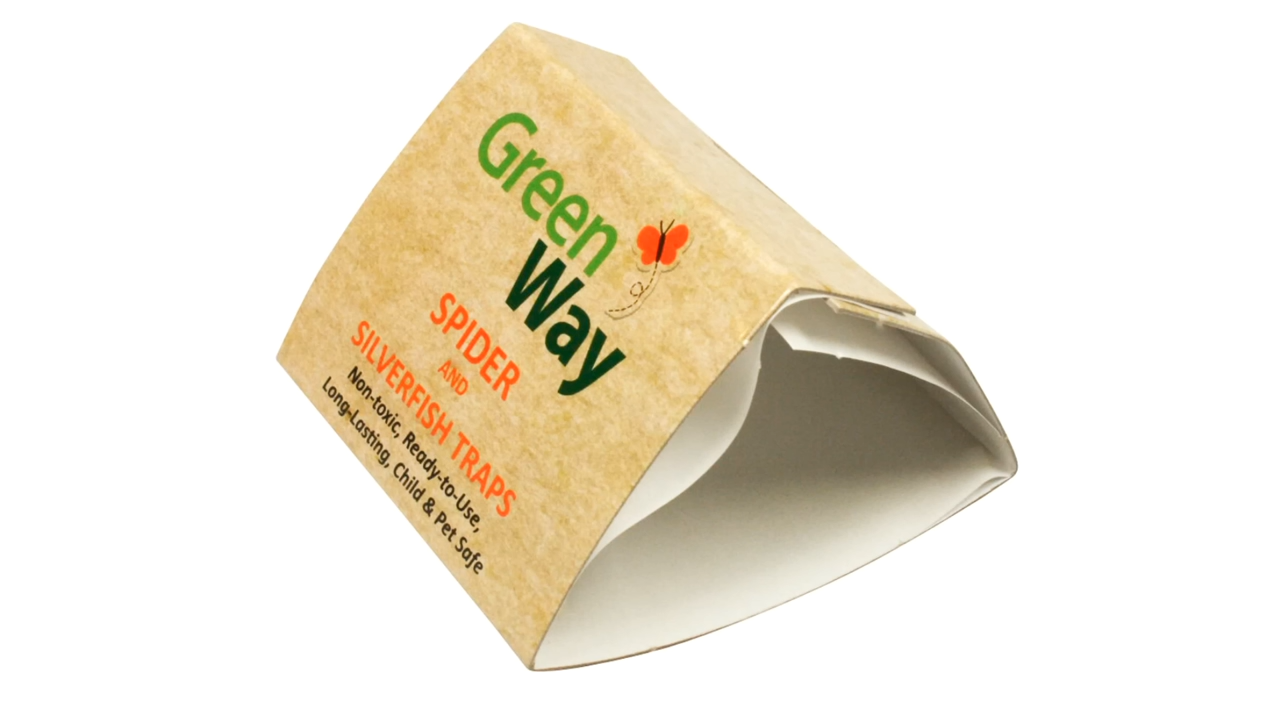 Green
Way
SPIDER
AND
SILVERFISH TRAPS
Non-toxic, Ready-to-Use,
Long-Lasting, Child & Pet Safe